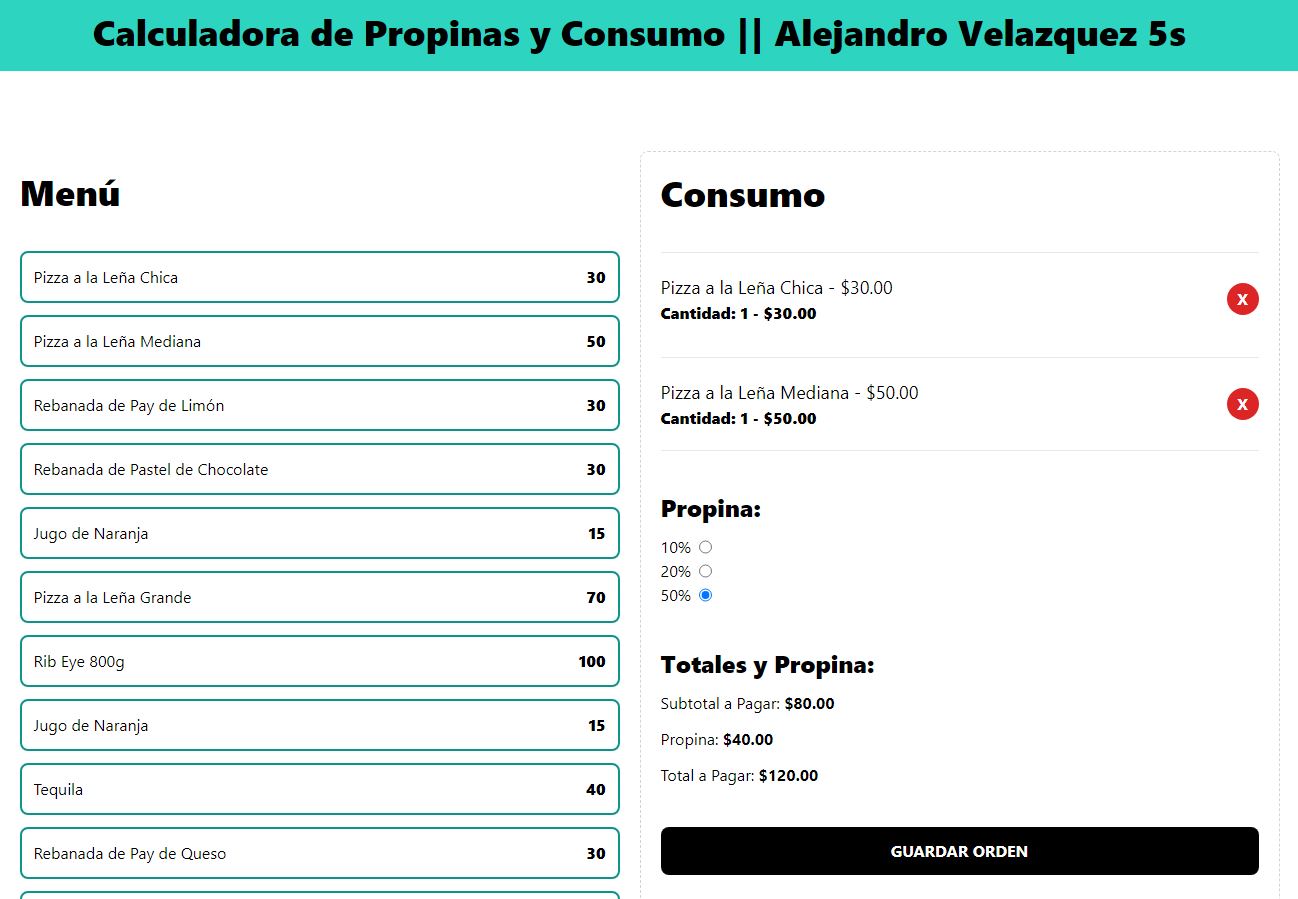 Calculadora de Propinas y Consumo || Alejandro Velazquez 5s
Menú
Pizza a la Leña Chica 30
Pizza a la Leña Mediana 50
Rebanada de Pay de Limón 30
Rebanada de Pastel de Chocolate 30
Jugo de Naranja 15
Pizza a la Leña Grande 70
Rib Eye 800g 100
Jugo de Naranja 15
Tequila 40
Rebanada de Pay de Queso 30
Consumo
Pizza a la Leña Chica - $30.00
Cantidad: 1 - $30.00
X
Pizza a la Leña Mediana - $50.00
Cantidad: 1 - $50.00
X
Propina:
10%
20%
50%
Totales y Propina:
Subtotal a Pagar: $80.00
Propina: $40.00
Total a Pagar: $120.00
GUARDAR ORDEN